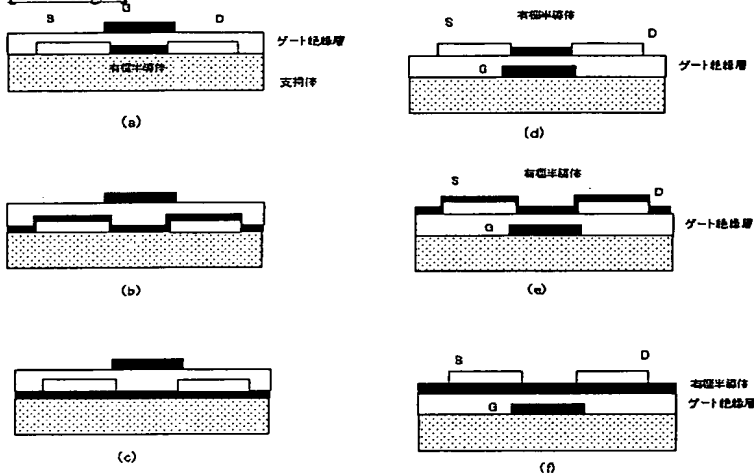 G
S D
ゲート絶縁層
有機半導体
支持体
(a)
(b)
(c)
有機半導体
S D
G ゲート絶縁層
(d)
有機半導体
S D
ゲート絶縁層
G
(e)
S D
有機半導体
ゲート絶縁層
G
(f)